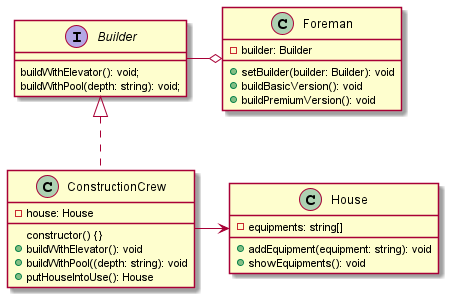 I Builder
buildWithElevator(): void;
buildWithPool(depth: string): void;
C Foreman
builder: Builder
setBuilder(builder: Builder): void
buildBasicVersion(): void
buildPremiumVersion(): void
C ConstructionCrew
house: House
constructor() {}
buildWithElevator(): void
buildWithPool((depth: string): void
putHouseIntoUse(): House
C House
equipments: string[]
addEquipment(equipment: string): void
showEquipments(): void